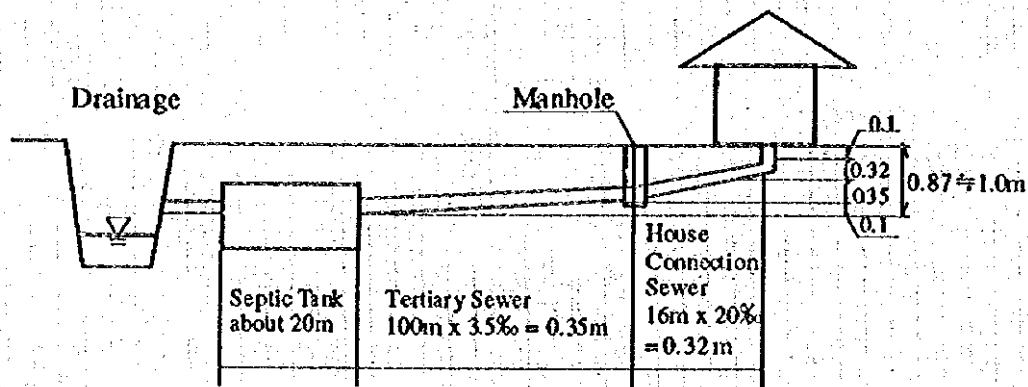 Drainage
Manhole
0.1
0.32
035
0.1
0.87≒1.0m
Septic Tank
about 20m
Tertiary Sewer
100m x 3.5‰ = 0.35m
House
Connection
Sewer
16m x 20‰
=0.32m